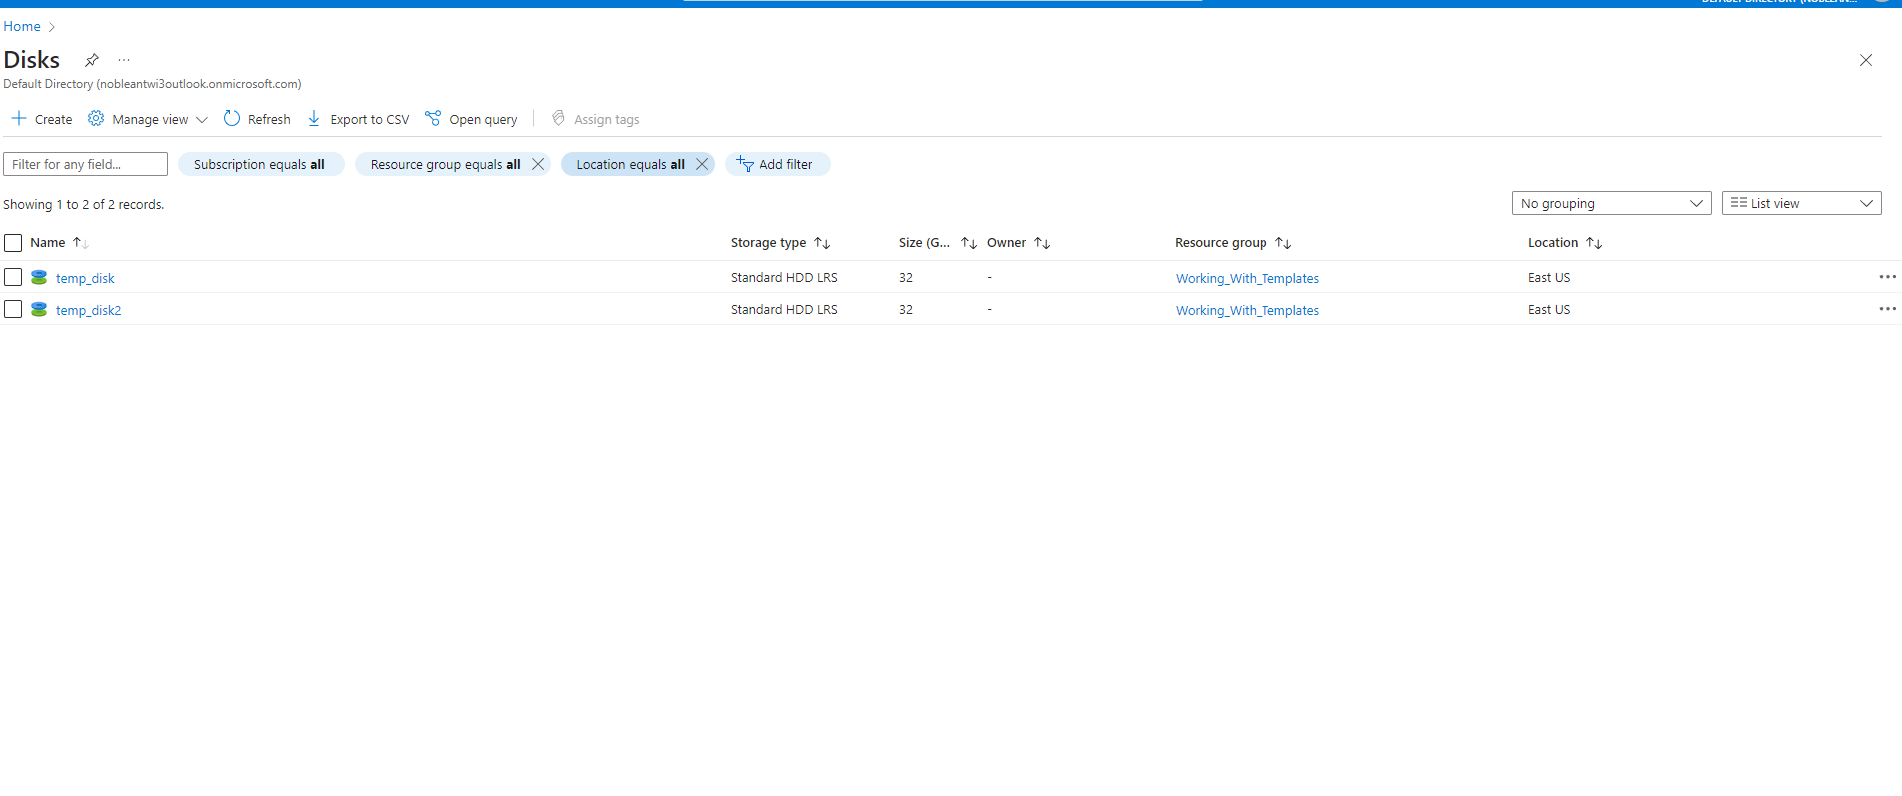 Home
Disks
Default Directory (nobleantwi3outlook.onmicrosoft.com)
Create Manage view Refresh Export to CSV Open query Assign tags
Filter for any field... Subscription equals all Resource group equals all Location equals all Add filter
Showing 1 to 2 of 2 records. No grouping List view
Name Storage type Size (G... Owner Resource group Location
temp_disk Standard HDD LRS 32 - Working_With_Templates East US
temp_disk2 Standard HDD LRS 32 - Working_With_Templates East US